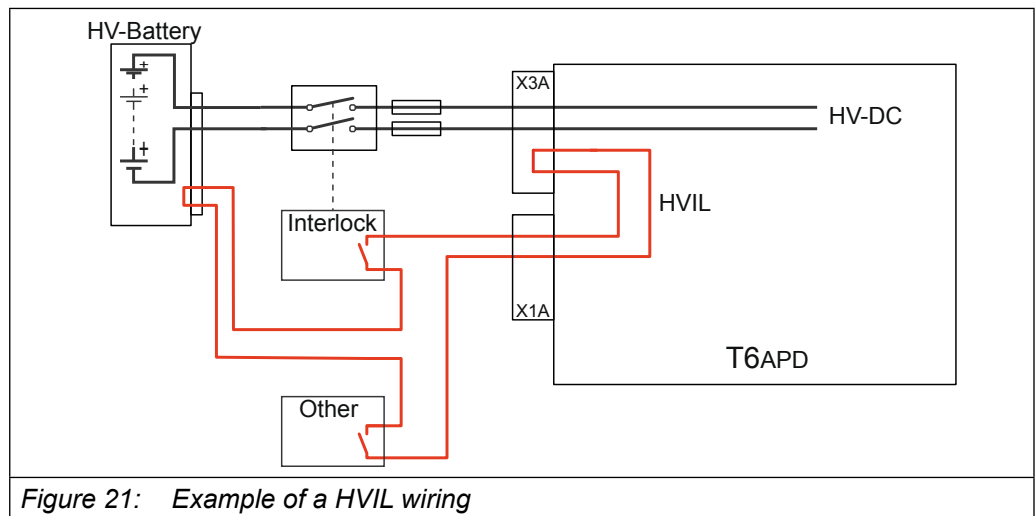 HV-Battery
+
+
+
X3A
HV-DC
HVIL
Interlock
X1A
T6APD
Other
Figure 21: Example of a HVIL wiring